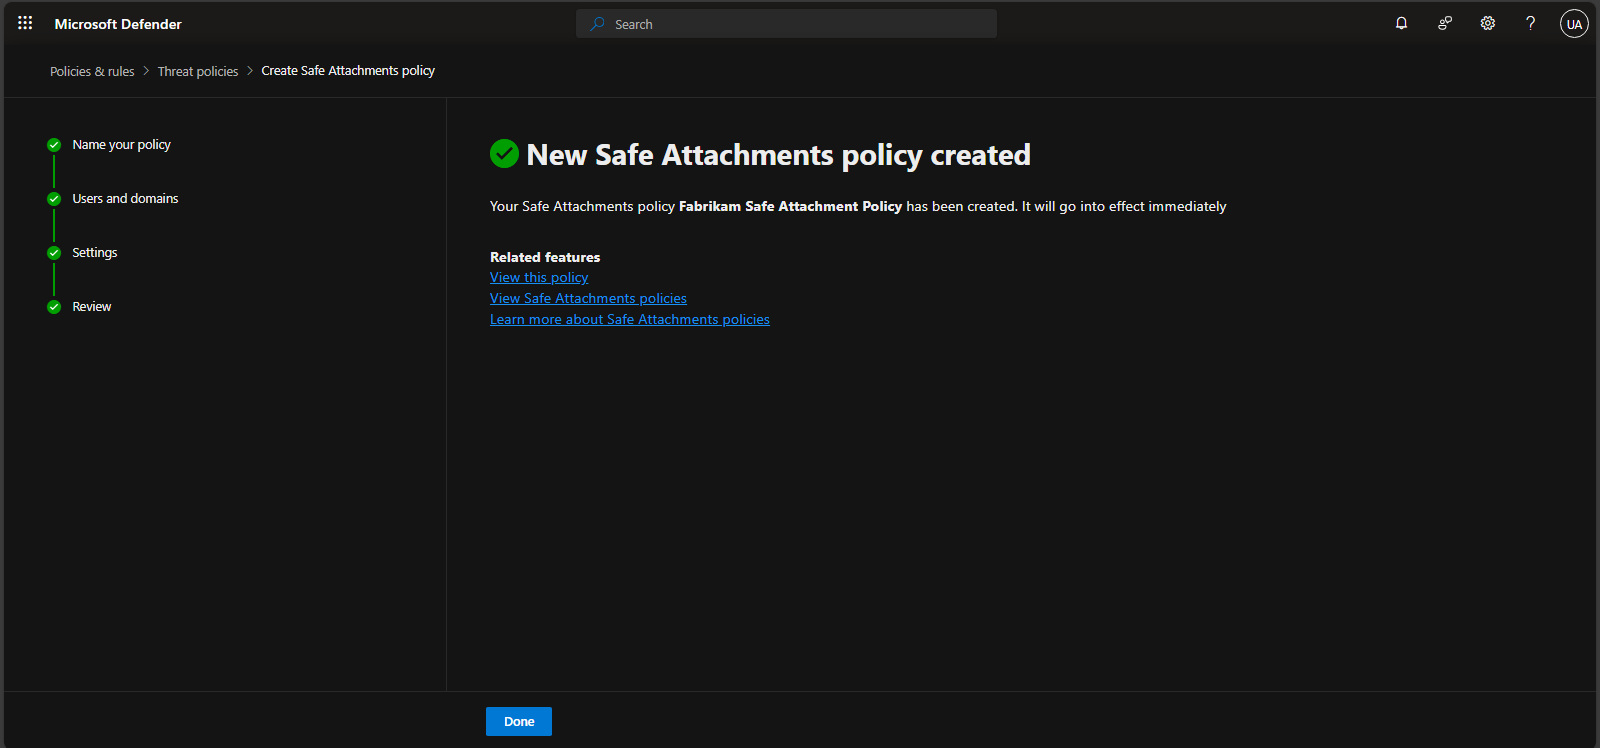 Microsoft Defender
Search
?
UA
Policies & rules > Threat policies > Create Safe Attachments policy
Name your policy
Users and domains
Settings
Review
New Safe Attachments policy created
Your Safe Attachments policy Fabrikam Safe Attachment Policy has been created. It will go into effect immediately
Related features
View this policy
View Safe Attachments policies
Learn more about Safe Attachments policies
Done